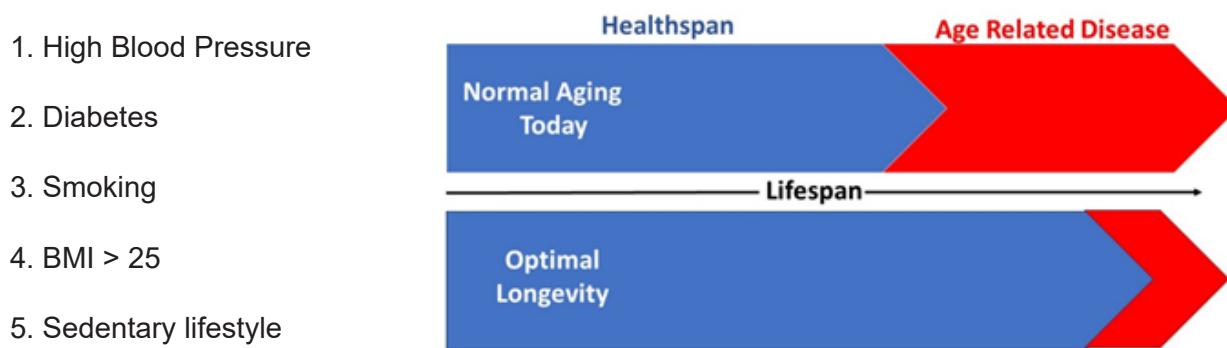 1. High Blood Pressure
2. Diabetes
3. Smoking
4. BMI > 25
5. Sedentary lifestyle
Healthspan
Age Related Disease
Normal Aging
Today
Lifespan
Optimal
Longevity